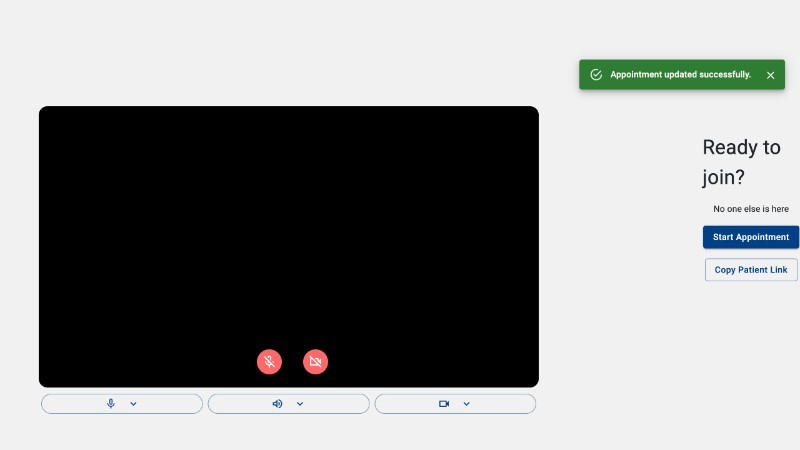 Appointment updated successfully.
Ready to
join?
No one else is here
Start Appointment
Copy Patient Link